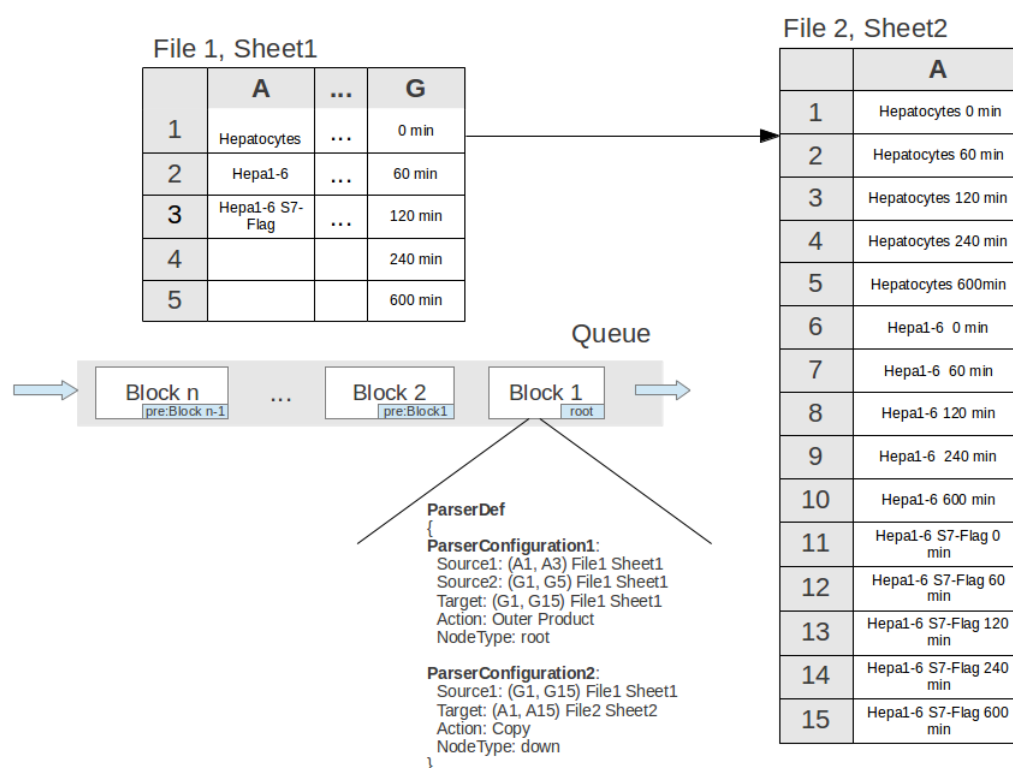 File 1, Sheet1
A ... G
1 Hepatocytes ... 0 min
2 Hepa1-6 ... 60 min
3 Hepa1-6 S7-
Flag ... 120 min
4 240 min
5 600 min
File 2, Sheet2
A
1 Hepatocytes 0 min
2 Hepatocytes 60 min
3 Hepatocytes 120 min
4 Hepatocytes 240 min
5 Hepatocytes 600min
6 Hepa1-6 0 min
7 Hepa1-6 60 min
8 Hepa1-6 120 min
9 Hepa1-6 240 min
10 Hepa1-6 600 min
11 Hepa1-6 S7-Flag 0
min
12 Hepa1-6 S7-Flag 60
min
13 Hepa1-6 S7-Flag 120
min
14 Hepa1-6 S7-Flag 240
min
15 Hepa1-6 S7-Flag 600
min
Queue
Block n ... Block 2 Block 1
pre:Block n-1 pre:Block1 root
ParserDef
{
ParserConfiguration1:
Source1: (A1, A3) File1 Sheet1
Source2: (G1, G5) File1 Sheet1
Target: (G1, G15) File1 Sheet1
Action: Outer Product
NodeType: root
ParserConfiguration2:
Source1: (G1, G15) File1 Sheet1
Target: (A1, A15) File2 Sheet2
Action: Copy
NodeType: down
}